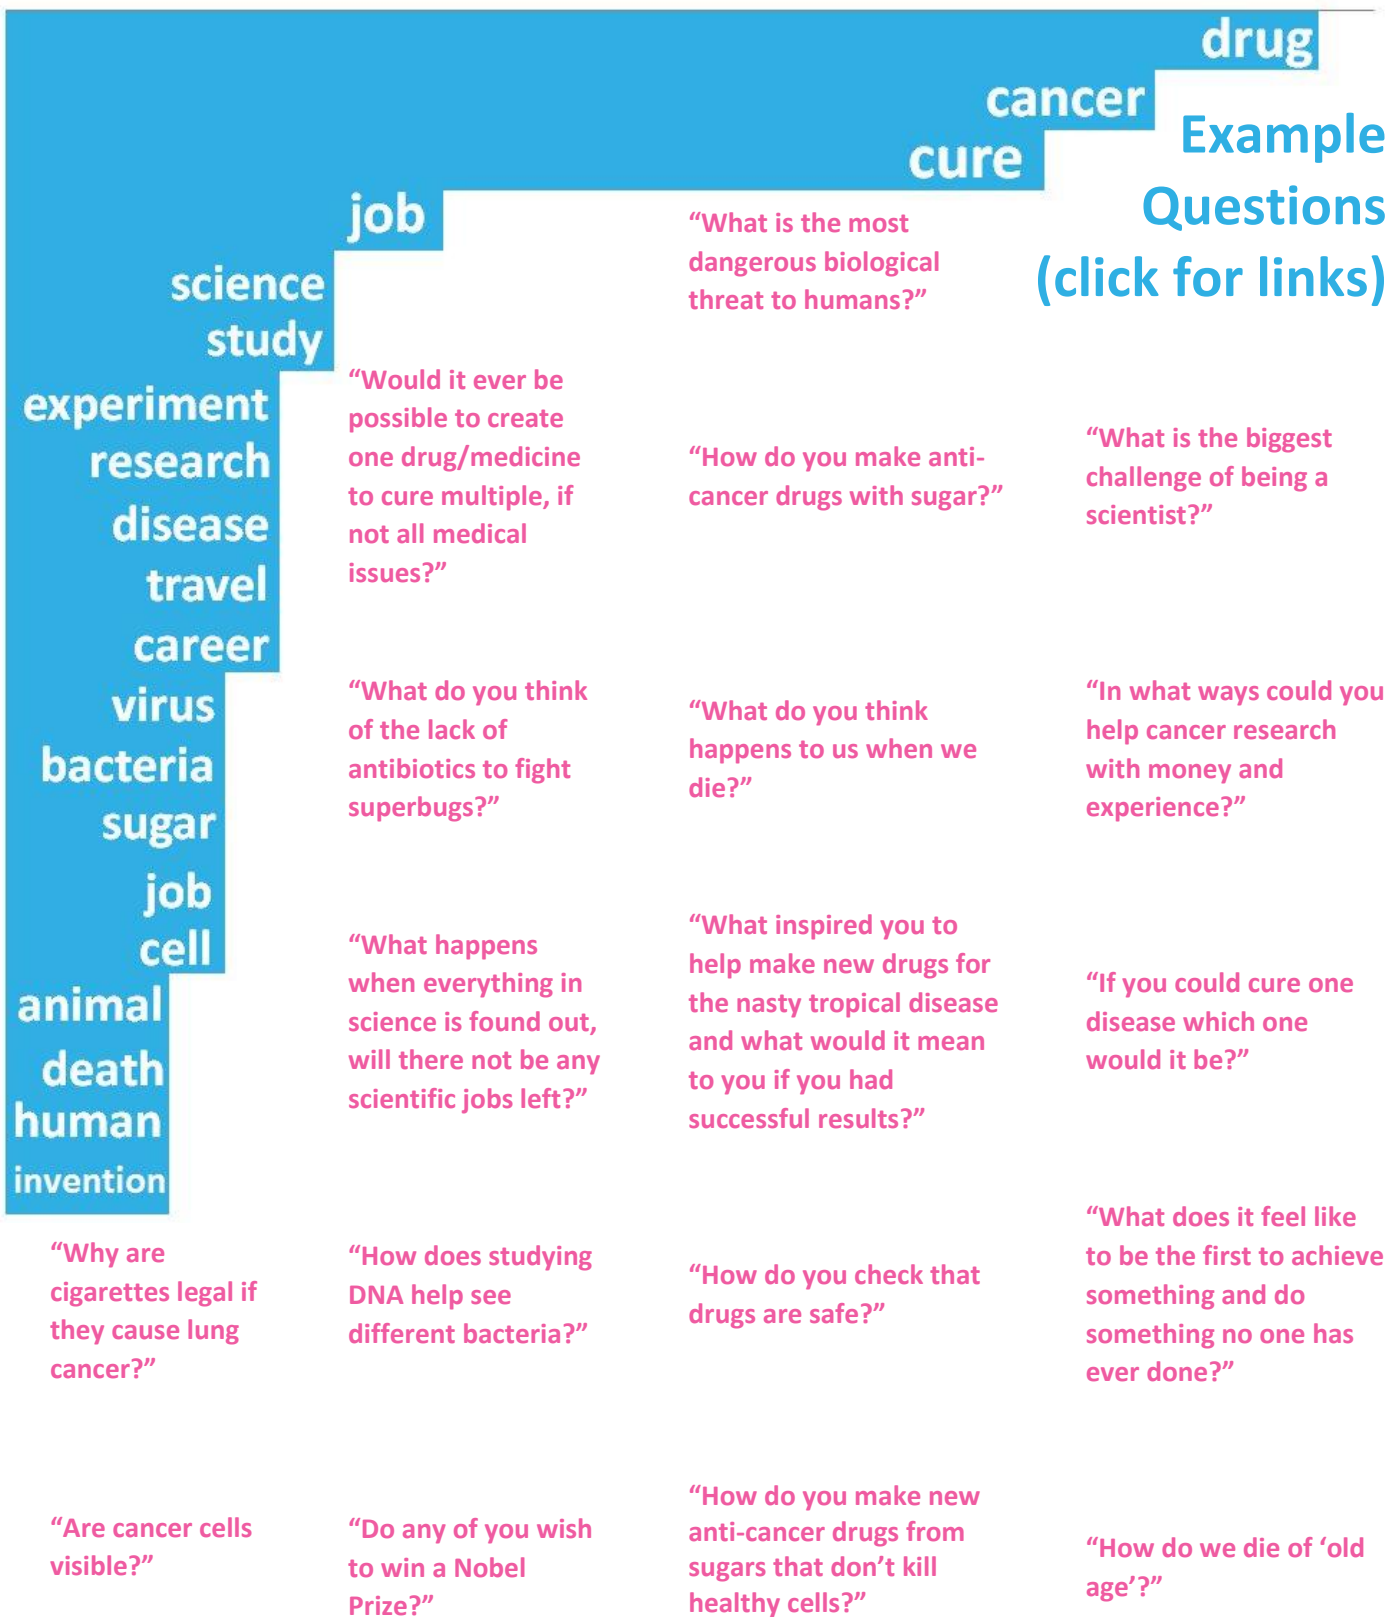 drug
cancer
cure
job
science
study
experiment
research
disease
travel
career
virus
bacteria
sugar
job
cell
animal
death
human
invention
Example
Questions
(click for links)
“What is the most
dangerous biological
threat to humans?”
“Would it ever be
possible to create
one drug/medicine
to cure multiple, if
not all medical
issues?”
“How do you make anti-
cancer drugs with sugar?”
“What is the biggest
challenge of being a
scientist?”
“What do you think
of the lack of
antibiotics to fight
superbugs?”
“What do you think
happens to us when we
die?”
“In what ways could you
help cancer research
with money and
experience?”
“What happens
when everything in
science is found out,
will there not be any
scientific jobs left?”
“What inspired you to
help make new drugs for
the nasty tropical disease
and what would it mean
to you if you had
successful results?”
“If you could cure one
disease which one
would it be?”
“Why are
cigarettes legal if
they cause lung
cancer?”
“How does studying
DNA help see
different bacteria?”
“How do you check that
drugs are safe?”
“What does it feel like
to be the first to achieve
something and do
something no one has
ever done?”
“Are cancer cells
visible?”
“Do any of you wish
to win a Nobel
Prize?”
“How do you make new
anti-cancer drugs from
sugars that don’t kill
healthy cells?”
“How do we die of ‘old
age’?”